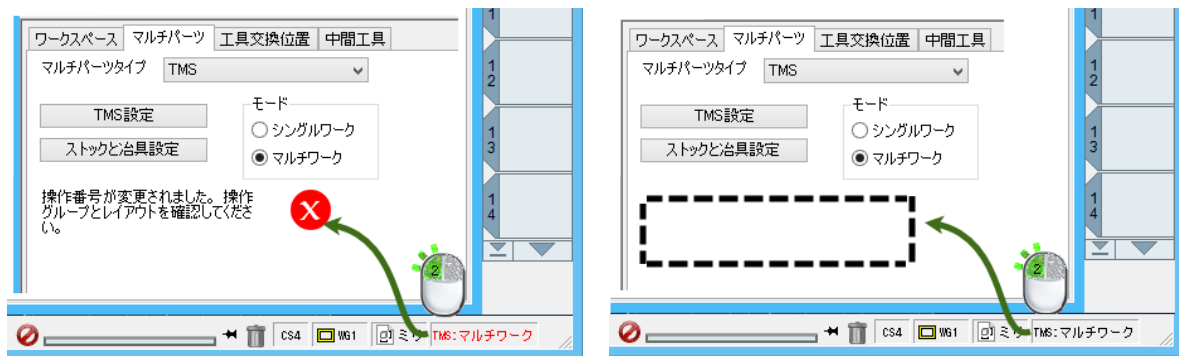 ワークスペース マルチパーツ 工具交換位置 中間工具
マルチパーツタイプ TMS
TMS設定
ストックと冶具設定
モード
シングルワーク
マルチワーク
操作番号が変更されました。操作
グループとレイアウトを確認してくださ
い。
X
1
1
2
1
3
1
4
2
CS4 WG1 ミリ TMS:マルチワーク
ワークスペース マルチパーツ 工具交換位置 中間工具
マルチパーツタイプ TMS
TMS設定
ストックと冶具設定
モード
シングルワーク
マルチワーク
1
1
2
1
3
1
4
2
CS4 WG1 ミリ TMS:マルチワーク